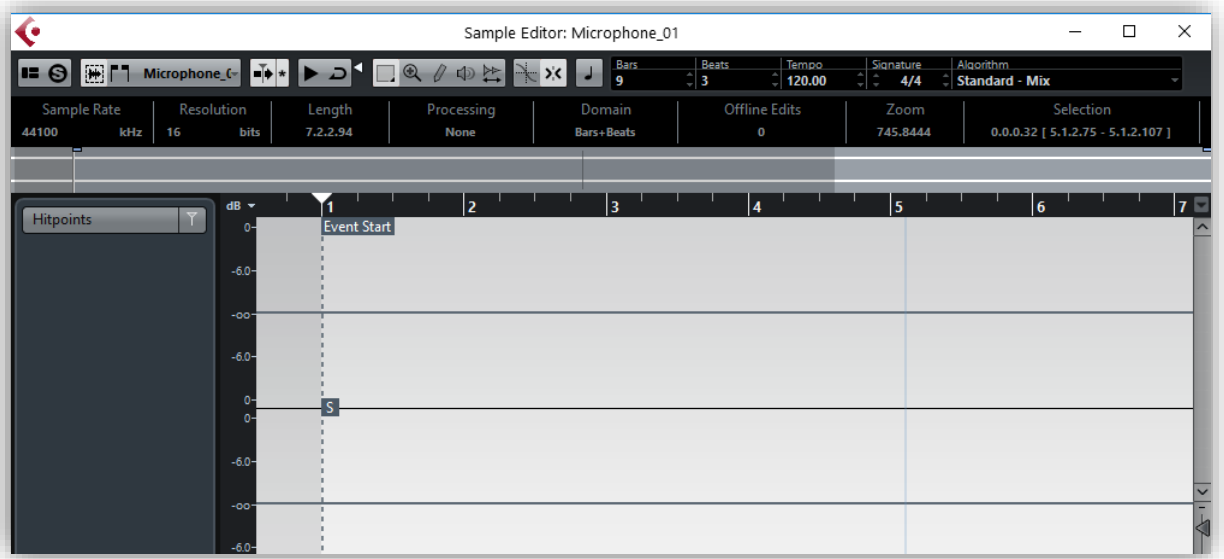 Sample Editor: Microphone_01
Microphone_(
Bars Beats Tempo Signature Algorithm
9 3 120.00 4/4 Standard - Mix
Sample Rate Resolution Length Processing Domain Offline Edits Zoom Selection
44100 kHz 16 bits 7.2.2.94 None Bars+Beats 0 745.8444 0.0.0.32 [ 5.1.2.75 - 5.1.2.107 ]
dB 1 2 3 4 5 6 7
Hitpoints
Event Start
0
-6.0
-oo
-6.0
0
S
0
-6.0
-oo
-6.0